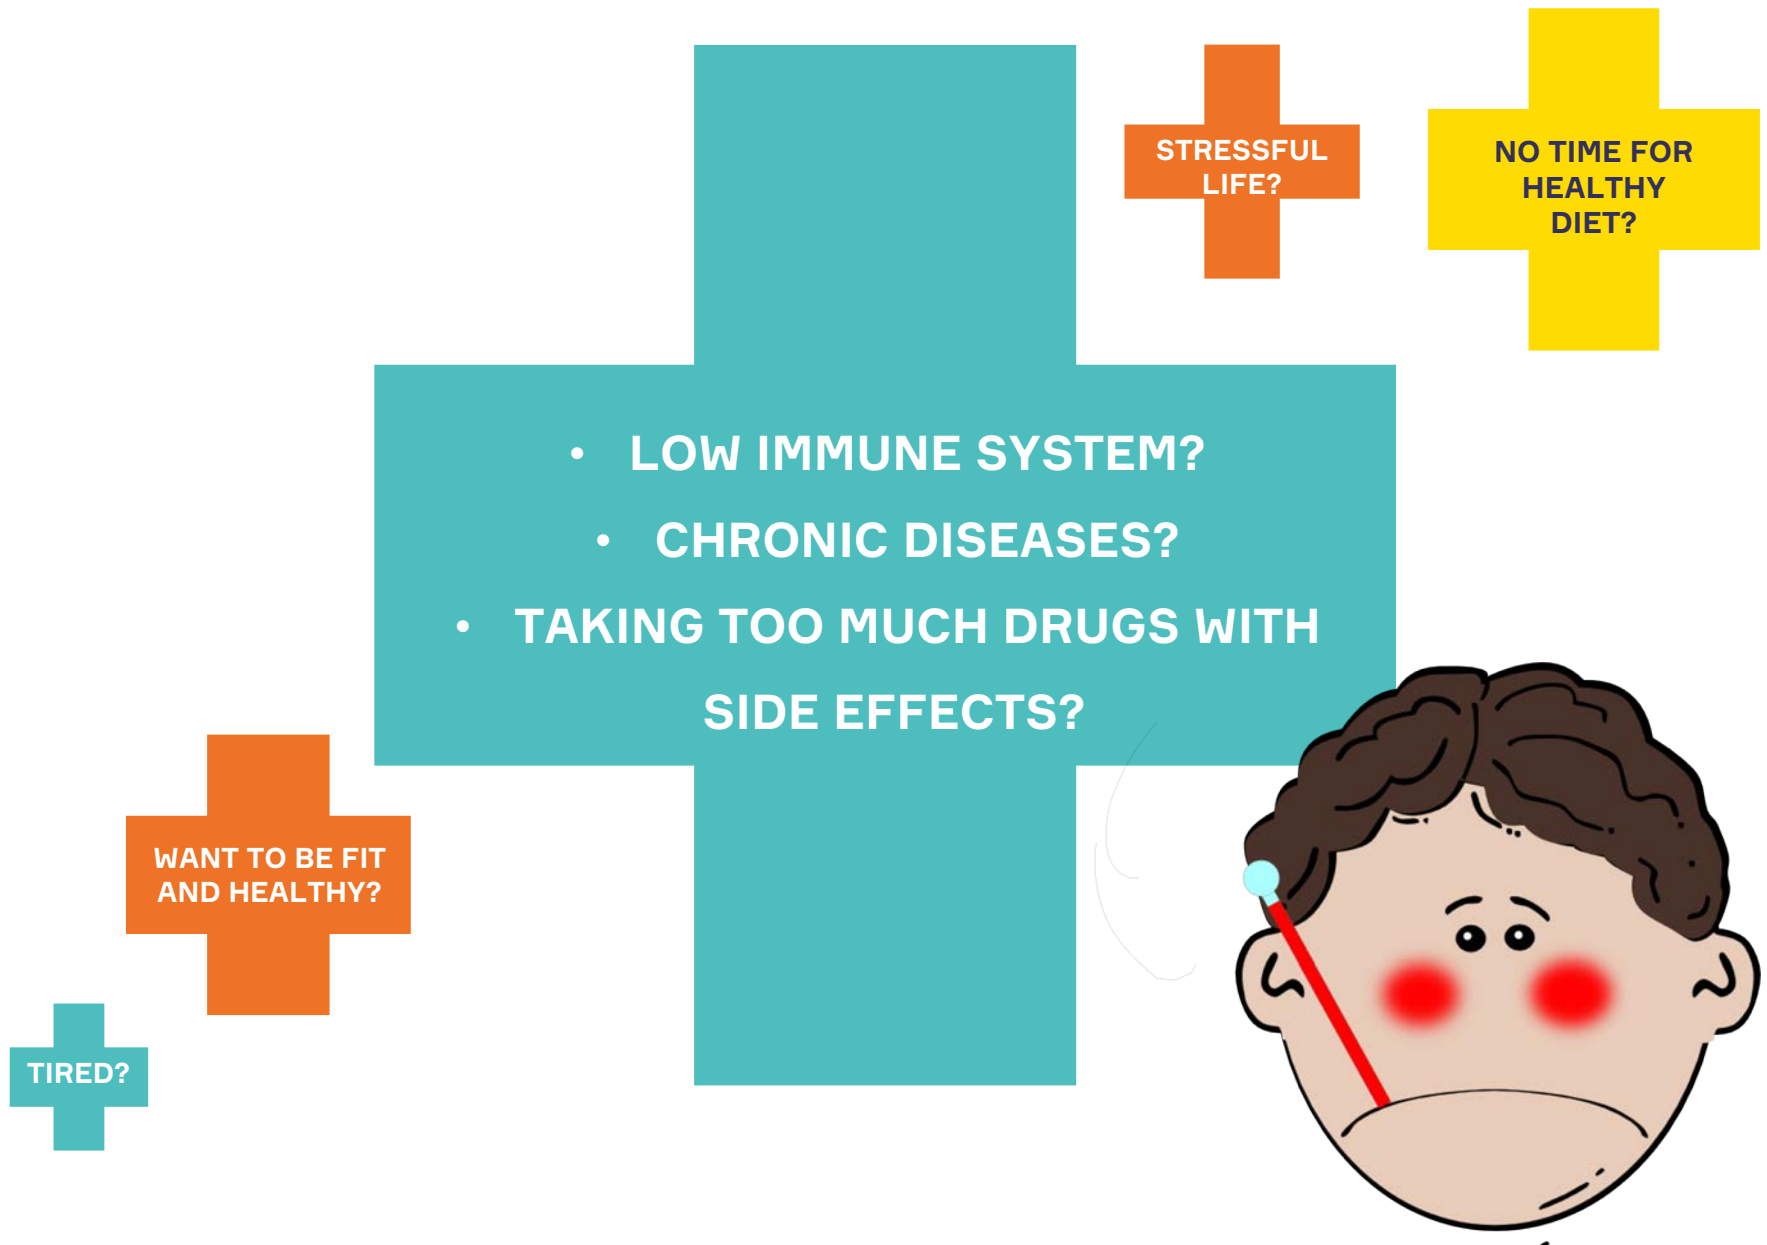 STRESSFUL
LIFE?
NO TIME FOR
HEALTHY
DIET?
• LOW IMMUNE SYSTEM?
• CHRONIC DISEASES?
• TAKING TOO MUCH DRUGS WITH
SIDE EFFECTS?
WANT TO BE FIT
AND HEALTHY?
TIRED?